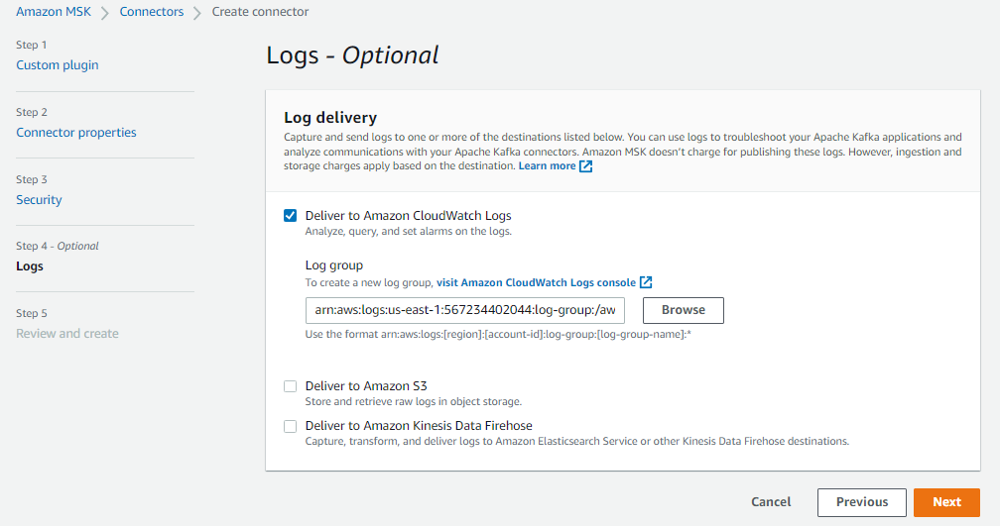 Amazon MSK > Connectors > Create connector
Step 1
Custom plugin
Step 2
Connector properties
Step 3
Security
Step 4 - Optional
Logs
Step 5
Review and create
Logs - Optional
Log delivery
Capture and send logs to one or more of the destinations listed below. You can use logs to troubleshoot your Apache Kafka applications and
analyze communications with your Apache Kafka connectors. Amazon MSK doesn't charge for publishing these logs. However, ingestion and
storage charges apply based on the destination. Learn more
Deliver to Amazon CloudWatch Logs
Analyze, query, and set alarms on the logs.
Log group
To create a new log group, visit Amazon CloudWatch Logs console
arn:aws:logs:us-east-1:567234402044:log-group:/aw
Browse
Use the format arn:aws:logs:[region]:[account-id]:log-group:[log-group-name]:*
Deliver to Amazon S3
Store and retrieve raw logs in object storage.
Deliver to Amazon Kinesis Data Firehose
Capture, transform, and deliver logs to Amazon Elasticsearch Service or other Kinesis Data Firehose destinations.
Cancel
Previous
Next